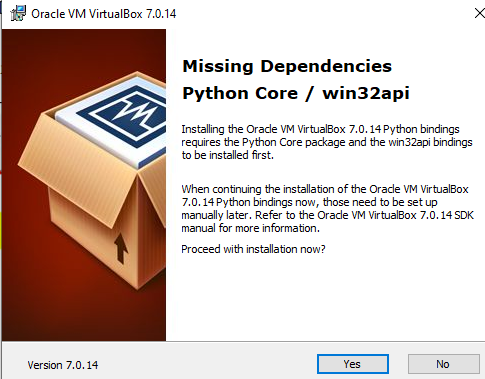 Oracle VM VirtualBox 7.0.14
Missing Dependencies
Python Core / win32api
Installing the Oracle VM VirtualBox 7.0.14 Python bindings
requires the Python Core package and the win32api bindings
to be installed first.
When continuing the installation of the Oracle VM VirtualBox
7.0.14 Python bindings now, those need to be set up
manually later. Refer to the Oracle VM VirtualBox 7.0.14 SDK
manual for more information.
Proceed with installation now?
Version 7.0.14
Yes
No